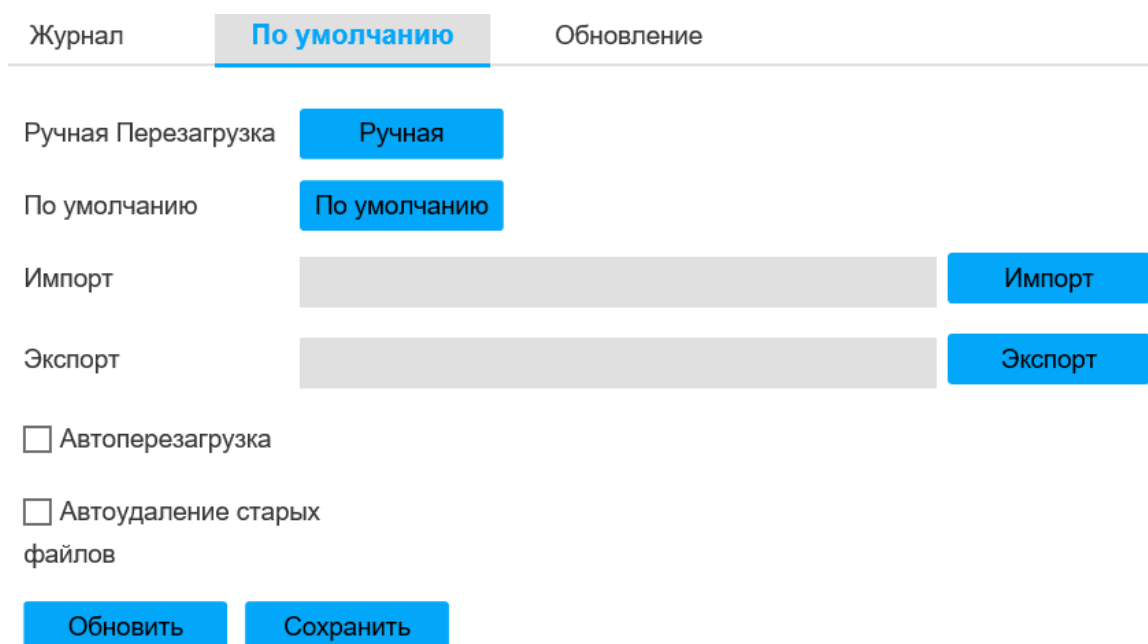 Журнал По умолчанию Обновление
Ручная Перезагрузка Ручная
По умолчанию По умолчанию
Импорт Импорт
Экспорт Экспорт
Автоперезагрузка
Автоудаление старых
файлов
Обновить Сохранить